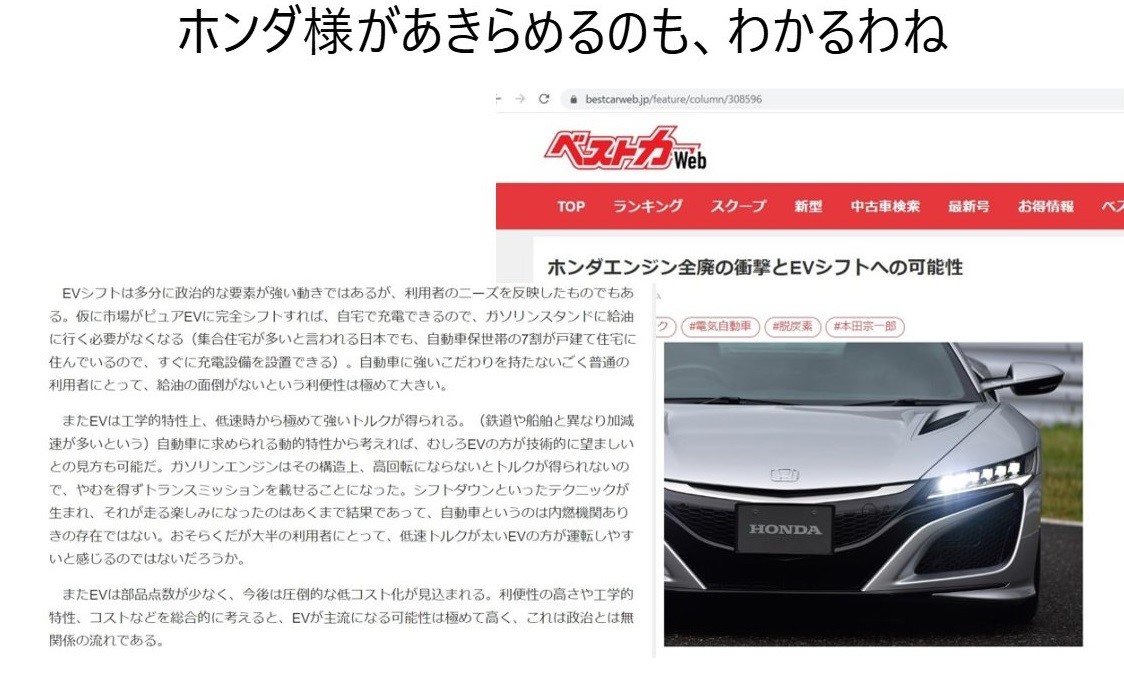 ホンダ様があきらめるのも、わかるわね
bestcarweb.jp/feature/column/308596
ベストカーWeb
TOP ランキング スクープ 新型 中古車検索 最新号 お得情報 ベス
ホンダエンジン全廃の衝撃とEVシフトへの可能性
ク #電気自動車 #脱炭素 #本田宗一郎
HONDA
EVシフトは多分に政治的な要素が強い動きではあるが、利用者のニーズを反映したものでもあ
る。仮に市場がピュアEVに完全シフトすれば、自宅で充電できるので、ガソリンスタンドに給油
に行く必要がなくなる（集合住宅が多いと言われる日本でも、自動車保世帯の7割が戸建て住宅に
住んでいるので、すぐに充電設備を設置できる）。自動車に強いこだわりを持たないごく普通の
利用者にとって、給油の面倒がないという利便性は極めて大きい。
またEVは工学的特性上、低速時から極めて強いトルクが得られる。（鉄道や船舶と異なり加減
速が多いという）自動車に求められる動的特性から考えれば、むしろEVの方が技術的に望ましい
との見方も可能だ。ガソリンエンジンはその構造上、高回転にならないとトルクが得られないの
で、やむを得ずトランスミッションを載せることになった。シフトダウンといったテクニックが
生まれ、それが走る楽しみになったのはあくまで結果であって、自動車というのは内燃機関あり
きの存在ではない。おそらくだが大半の利用者にとって、低速トルクが太いEVの方が運転しやす
いと感じるのではないだろうか。
またEVは部品点数が少なく、今後は圧倒的な低コスト化が見込まれる。利便性の高さや工学的
特性、コストなどを総合的に考えると、EVが主流になる可能性は極めて高く、これは政治とは無
関係の流れである。